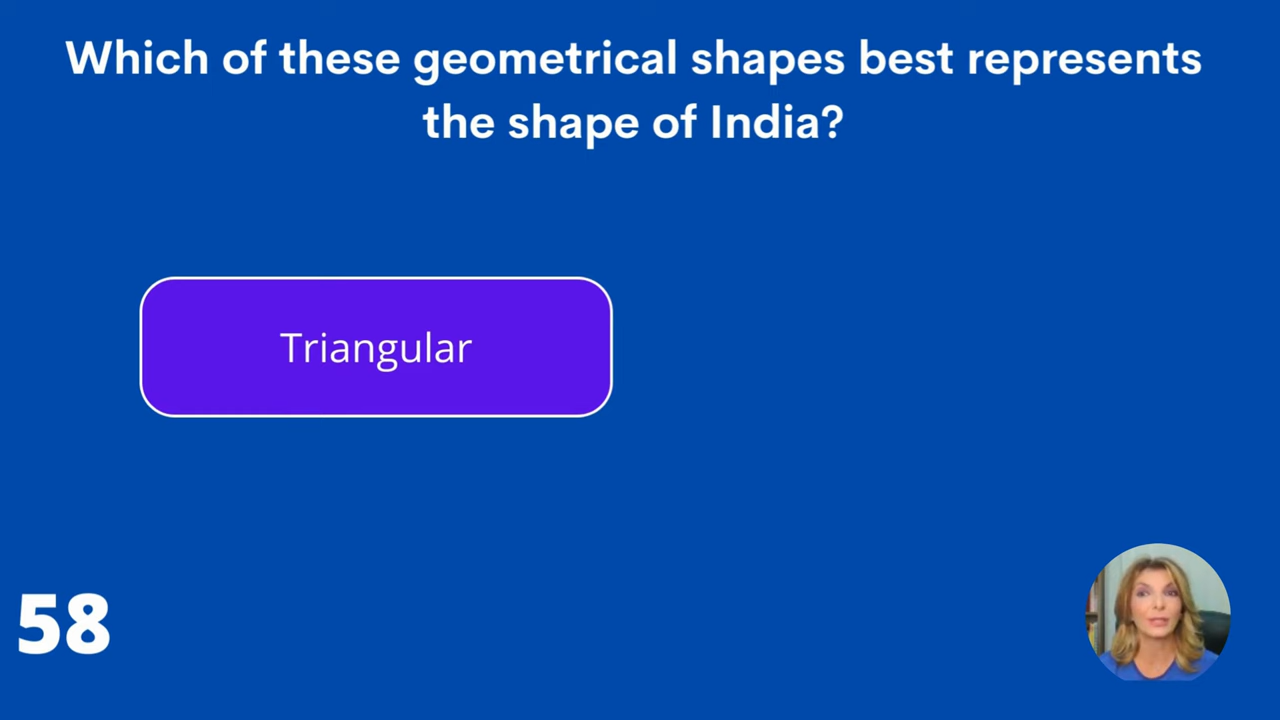 Which of these geometrical shapes best represents
the shape of India?
Triangular
58